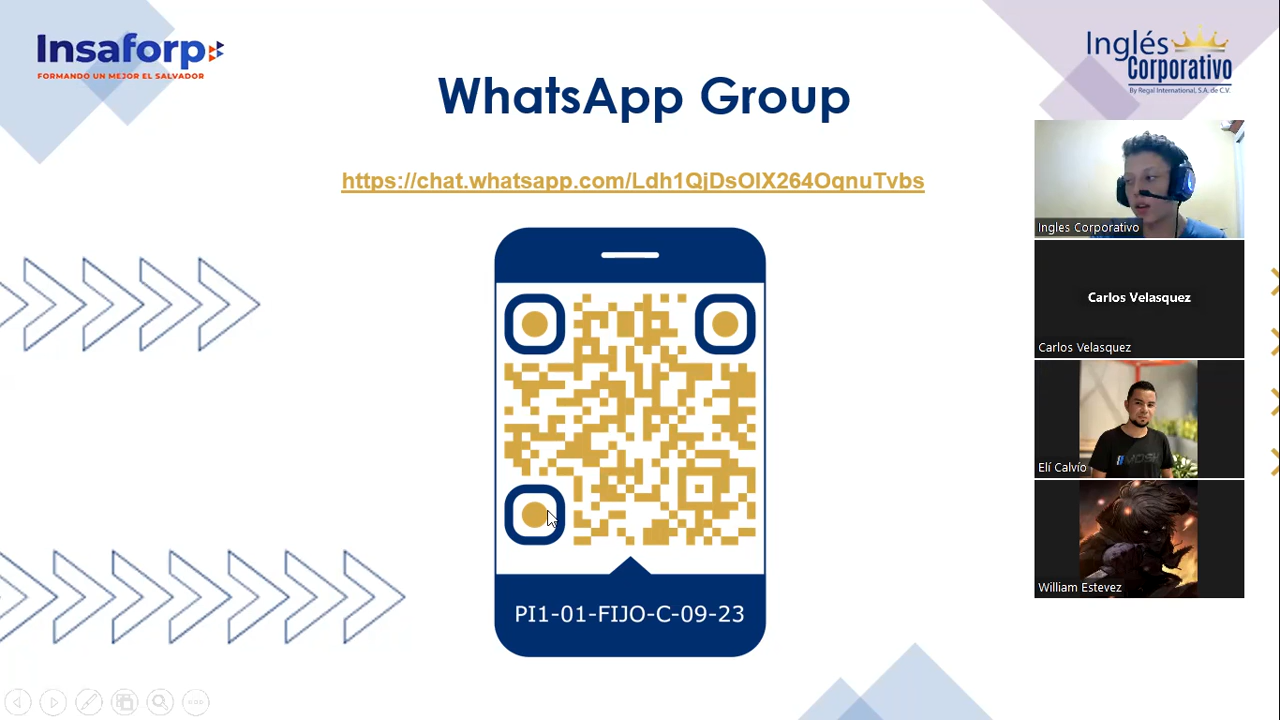 Insaforp
FORMANDO UN MEJOR EL SALVADOR
Inglés
Corporativo
By Regal International, S.A. de C.V.
WhatsApp Group
https://chat.whatsapp.com/Ldh1QjDsOIX264OqnuTvbs
PI1-01-FIJO-C-09-23
Ingles Corporativo
Carlos Velasquez
Carlos Velasquez
Elí Calvío
William Estevez